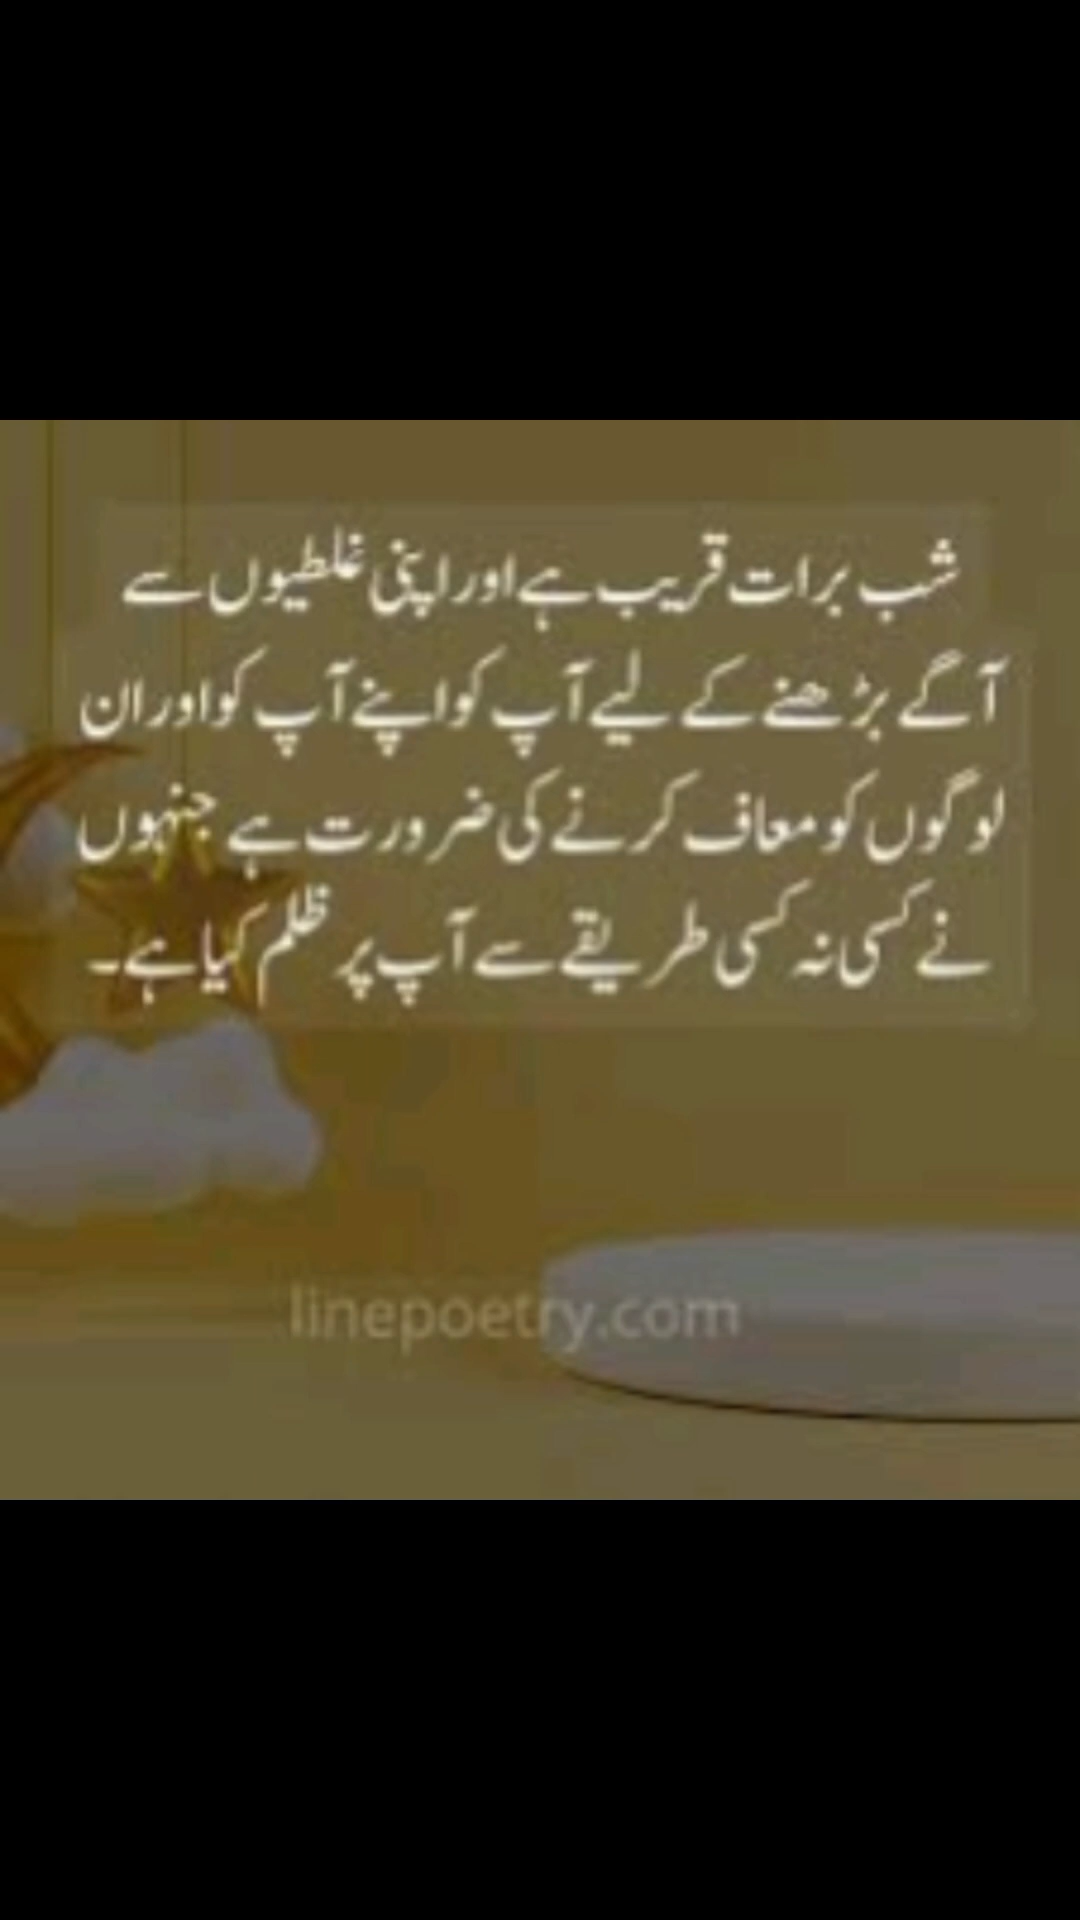 شب برات قریب ہے اور اپنی غلطیوں سے
آگے بڑھنے کے لیے آپ کو اپنے آپ کو اور ان
لوگوں کو معاف کرنے کی ضرورت ہے جنہوں
نے کسی نہ کسی طریقے سے آپ پر ظلم کیا ہے۔
linepoetry.com